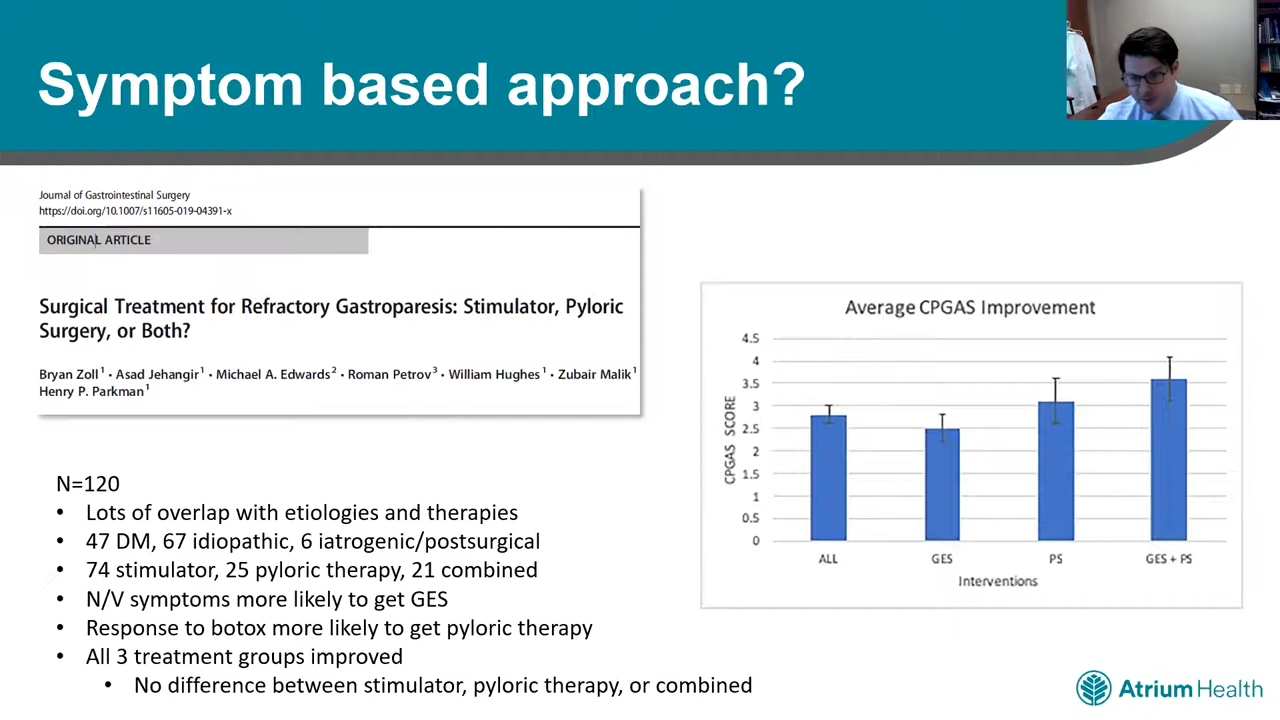 Symptom based approach?
Journal of Gastrointestinal Surgery
https://doi.org/10.1007/s11605-019-04391-x
ORIGINAL ARTICLE
Surgical Treatment for Refractory Gastroparesis: Stimulator, Pyloric
Surgery, or Both?
Bryan Zoll1 • Asad Jehangir1 • Michael A. Edwards2 • Roman Petrov3 • William Hughes1 • Zubair Malik1
Henry P. Parkman1
N=120
• Lots of overlap with etiologies and therapies
• 47 DM, 67 idiopathic, 6 iatrogenic/postsurgical
• 74 stimulator, 25 pyloric therapy, 21 combined
• N/V symptoms more likely to get GES
• Response to botox more likely to get pyloric therapy
• All 3 treatment groups improved
• No difference between stimulator, pyloric therapy, or combined
Average CPGAS Improvement
CPGAS SCORE
4.5
4
3.5
3
2.5
2
1.5
1
0.5
0
ALL GES PS GES + PS
Interventions
Atrium Health